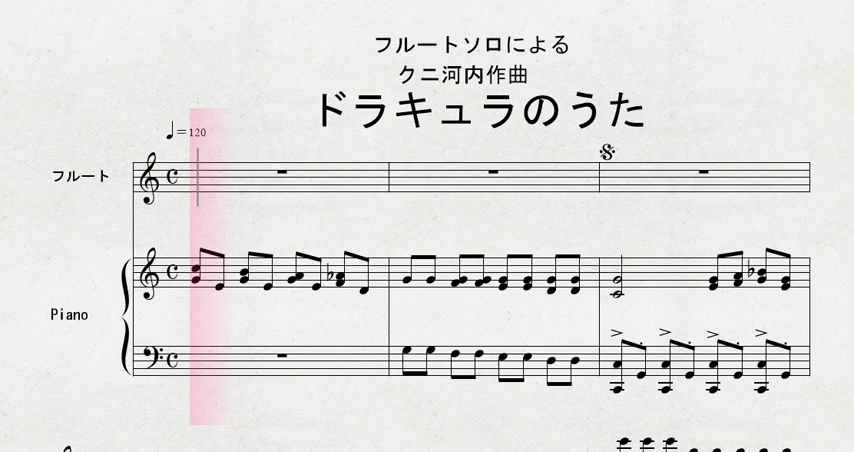 フルートソロによる
クニ河内作曲
ドラキュラのうた
♩=120
フルート
Piano